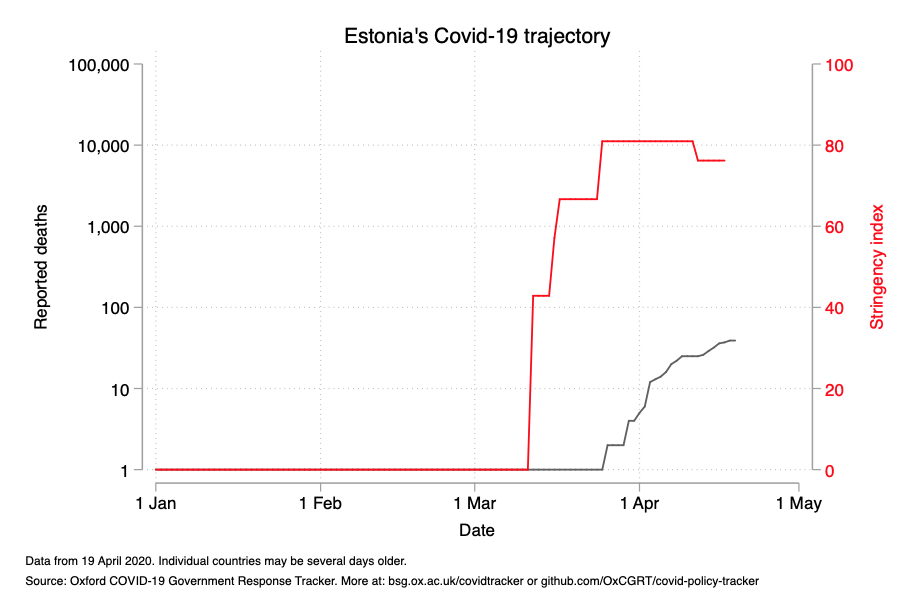 Estonia's Covid-19 trajectory
100,000
10,000
1,000
100
10
1
Reported deaths
100
80
60
40
20
0
Stringency index
1 Jan
1 Feb
1 Mar
1 Apr
1 May
Date
Data from 19 April 2020. Individual countries may be several days older.
Source: Oxford COVID-19 Government Response Tracker. More at: bsg.ox.ac.uk/covidtracker or github.com/OxCGRT/covid-policy-tracker